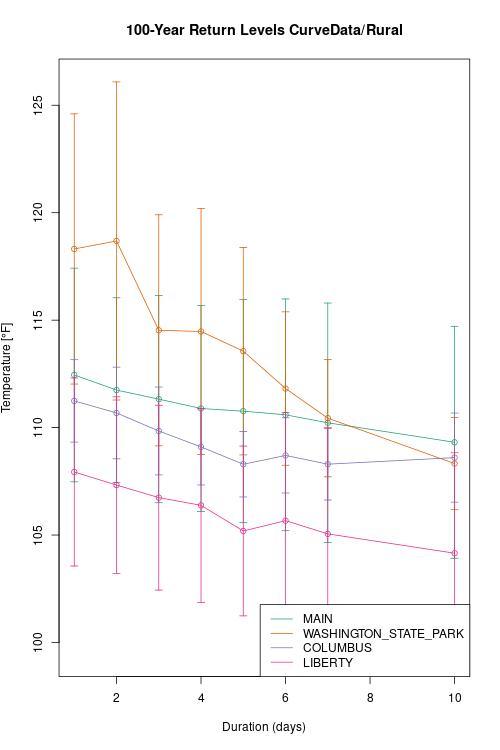 100-Year Return Levels CurveData/Rural
Temperature [°F]
125
120
115
110
105
100
2
4
6
8
10
Duration (days)
MAIN
WASHINGTON_STATE_PARK
COLUMBUS
LIBERTY